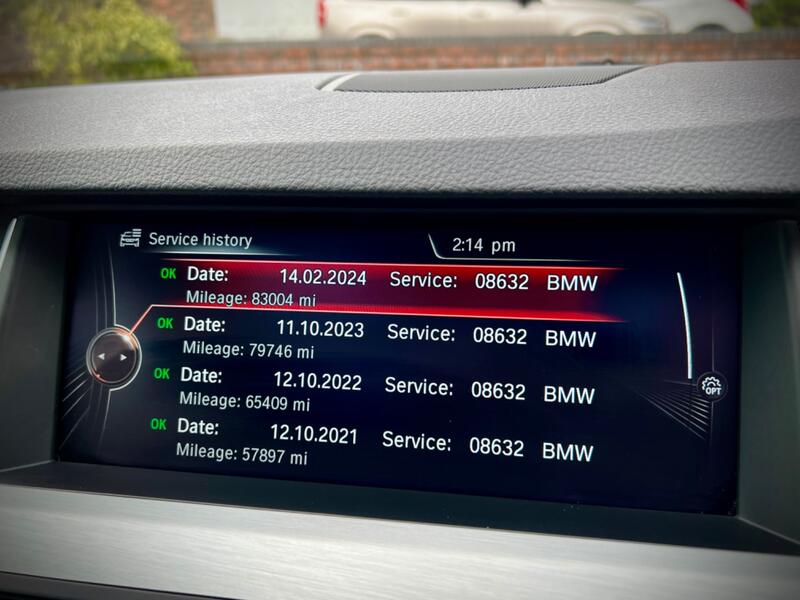 Service history 2:14 pm
OK Date: 14.02.2024 Service: 08632 BMW
Mileage: 83004 mi
OK Date: 11.10.2023 Service: 08632 BMW
Mileage: 79746 mi
OK Date: 12.10.2022 Service: 08632 BMW
Mileage: 65409 mi
OK Date: 12.10.2021 Service: 08632 BMW
Mileage: 57897 mi
OPT